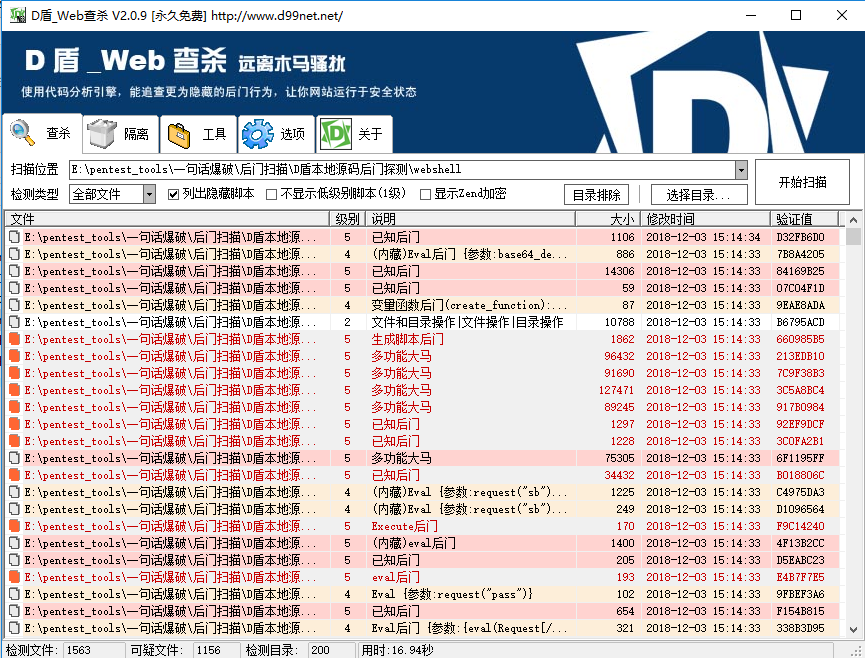 D盾_Web查杀 V2.0.9 [永久免费] http://www.d99net.net/
D盾_Web查杀 远离木马骚扰
使用代码分析引擎，能追查更为隐藏的后门行为，让你网站运行于安全状态
查杀 隔离 工具 选项 关于
扫描位置 E:\pentest_tools\一句话爆破\后门扫描\D盾本地源码后门探测\webshell 开始扫描
检测类型 全部文件 列出隐藏脚本 不显示低级别脚本(1级) 显示Zend加密 目录排除 选择目录...
文件 级别 说明 大小 修改时间 验证值
E:\pentest_tools\一句话爆破\后门扫描\D盾本地源... 5 已知后门 1106 2018-12-03 15:14:34 D32FB6D0
E:\pentest_tools\一句话爆破\后门扫描\D盾本地源... 4 (内藏)Eval后门 {参数:base64_de... 886 2018-12-03 15:14:33 7B8A4205
E:\pentest_tools\一句话爆破\后门扫描\D盾本地源... 5 已知后门 14306 2018-12-03 15:14:33 84169B25
E:\pentest_tools\一句话爆破\后门扫描\D盾本地源... 5 已知后门 59 2018-12-03 15:14:33 07C04F1D
E:\pentest_tools\一句话爆破\后门扫描\D盾本地源... 4 变量函数后门(create_function):... 87 2018-12-03 15:14:33 9EAE8ADA
E:\pentest_tools\一句话爆破\后门扫描\D盾本地源... 2 文件和目录操作|文件操作|目录操作 10788 2018-12-03 15:14:33 B6795ACD
E:\pentest_tools\一句话爆破\后门扫描\D盾本地源... 5 生成脚本后门 1862 2018-12-03 15:14:33 660985B5
E:\pentest_tools\一句话爆破\后门扫描\D盾本地源... 5 多功能大马 96432 2018-12-03 15:14:33 213EDB10
E:\pentest_tools\一句话爆破\后门扫描\D盾本地源... 5 多功能大马 91690 2018-12-03 15:14:33 7C9F38B3
E:\pentest_tools\一句话爆破\后门扫描\D盾本地源... 5 多功能大马 127471 2018-12-03 15:14:33 3C5A8BC4
E:\pentest_tools\一句话爆破\后门扫描\D盾本地源... 5 多功能大马 89245 2018-12-03 15:14:33 917B0984
E:\pentest_tools\一句话爆破\后门扫描\D盾本地源... 5 已知后门 1297 2018-12-03 15:14:33 92EF9DCF
E:\pentest_tools\一句话爆破\后门扫描\D盾本地源... 5 已知后门 1228 2018-12-03 15:14:33 3C0FA2B1
E:\pentest_tools\一句话爆破\后门扫描\D盾本地源... 5 多功能大马 75305 2018-12-03 15:14:33 6F1195FF
E:\pentest_tools\一句话爆破\后门扫描\D盾本地源... 5 已知后门 34432 2018-12-03 15:14:33 B018806C
E:\pentest_tools\一句话爆破\后门扫描\D盾本地源... 4 (内藏)Eval {参数:request("sb")... 1225 2018-12-03 15:14:33 C4975DA3
E:\pentest_tools\一句话爆破\后门扫描\D盾本地源... 4 (内藏)Eval {参数:request("sb")... 249 2018-12-03 15:14:33 D1096564
E:\pentest_tools\一句话爆破\后门扫描\D盾本地源... 5 Execute后门 170 2018-12-03 15:14:33 F9C14240
E:\pentest_tools\一句话爆破\后门扫描\D盾本地源... 5 (内藏)eval后门 1400 2018-12-03 15:14:33 4F13B2CC
E:\pentest_tools\一句话爆破\后门扫描\D盾本地源... 5 已知后门 205 2018-12-03 15:14:33 D5EABC23
E:\pentest_tools\一句话爆破\后门扫描\D盾本地源... 5 eval后门 193 2018-12-03 15:14:33 E4B7F7E5
E:\pentest_tools\一句话爆破\后门扫描\D盾本地源... 4 Eval {参数:request("pass")} 102 2018-12-03 15:14:33 9FBEF3A6
E:\pentest_tools\一句话爆破\后门扫描\D盾本地源... 5 已知后门 654 2018-12-03 15:14:33 F154B815
E:\pentest_tools\一句话爆破\后门扫描\D盾本地源... 4 Eval后门 {参数:{eval(Request[/... 321 2018-12-03 15:14:33 338B3D95
检测文件: 1563 可疑文件: 1156 检测目录: 200 用时:16.94秒